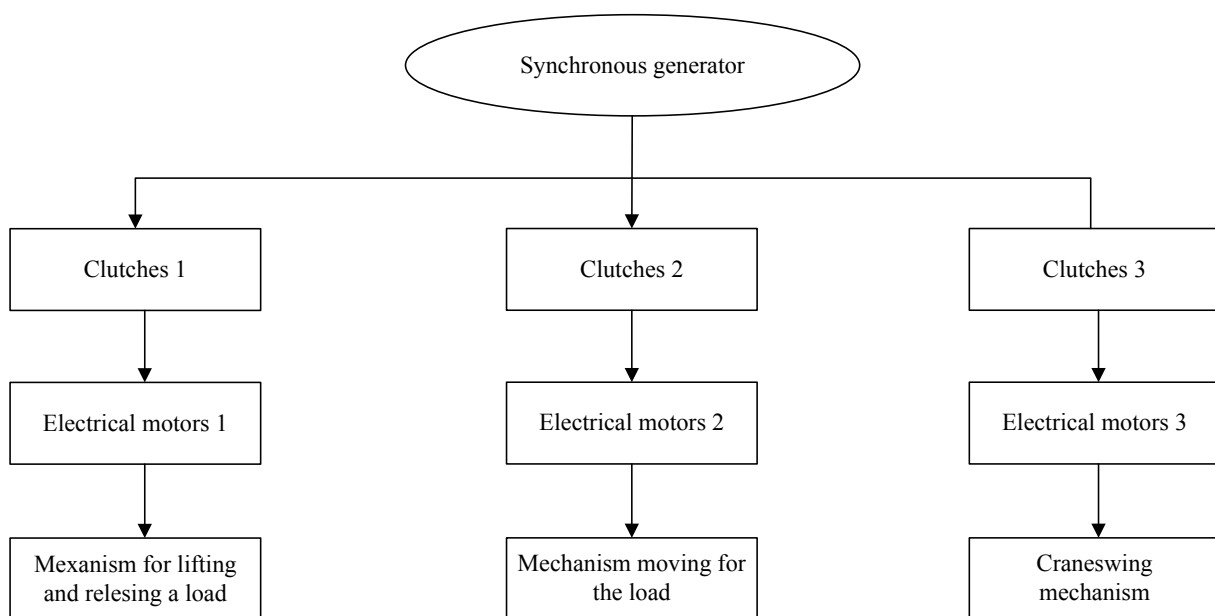 Synchronous generator
Clutches 1
Clutches 2
Clutches 3
Electrical motors 1
Electrical motors 2
Electrical motors 3
Mexanism for lifting
and relesing a load
Mechanism moving for
the load
Craneswing
mechanism